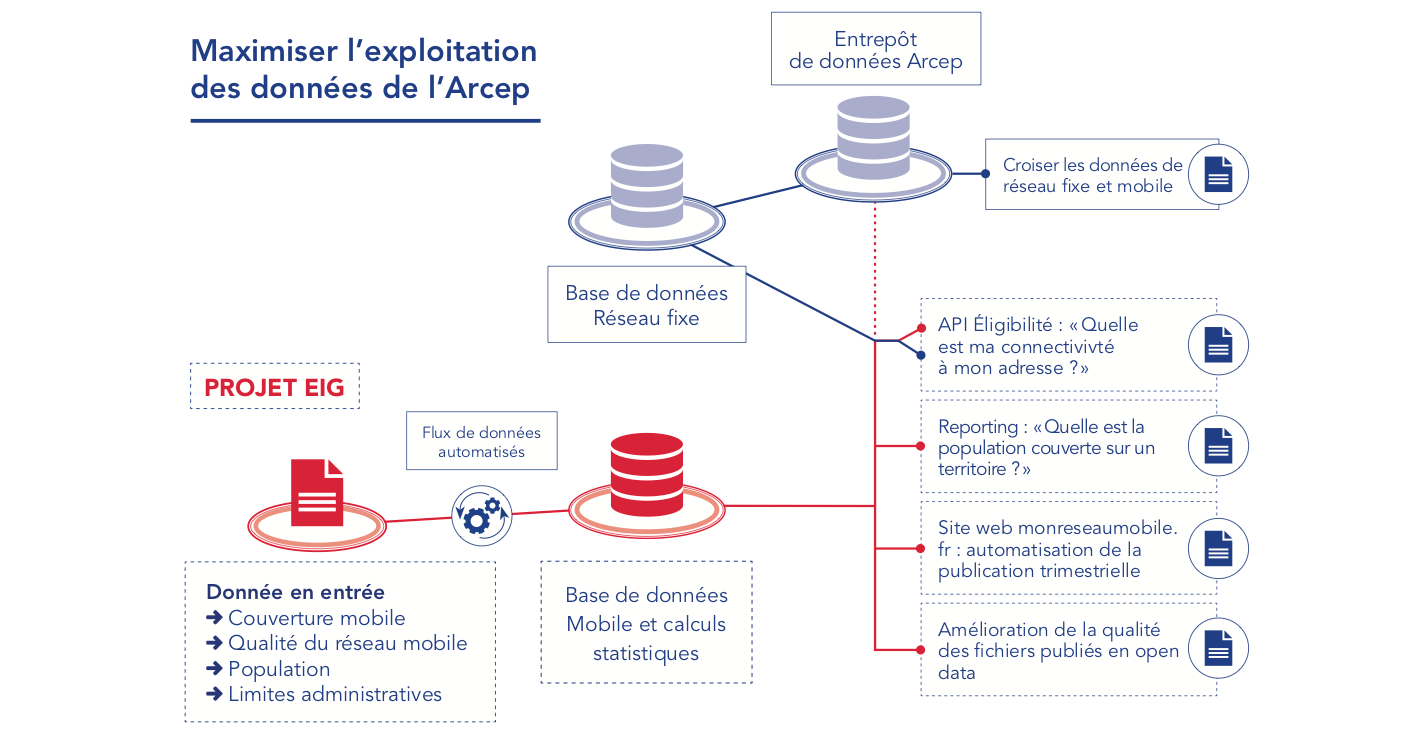 Maximiser l’exploitation
des données de l’Arcep
Entrepôt
de données Arcep
Croiser les données de
réseau fixe et mobile
Base de données
Réseau fixe
API Éligibilité : « Quelle
est ma connectivivté
à mon adresse ? »
PROJET EIG
Flux de données
automatisés
Reporting : « Quelle est la
population couverte sur un
territoire ? »
Site web monreseaumobile.
fr : automatisation de la
publication trimestrielle
Donnée en entrée
➔ Couverture mobile
➔ Qualité du réseau mobile
➔ Population
➔ Limites administratives
Base de données
Mobile et calculs
statistiques
Amélioration de la qualité
des fichiers publiés en open
data